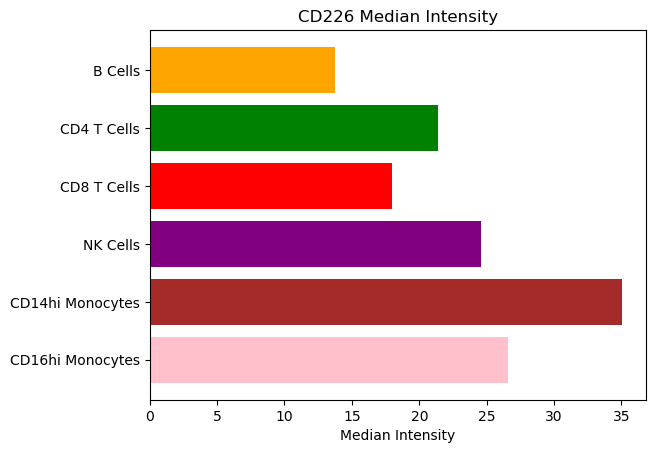 CD226 Median Intensity
B Cells
CD4 T Cells
CD8 T Cells
NK Cells
CD14hi Monocytes
CD16hi Monocytes
0 5 10 15 20 25 30 35
Median Intensity